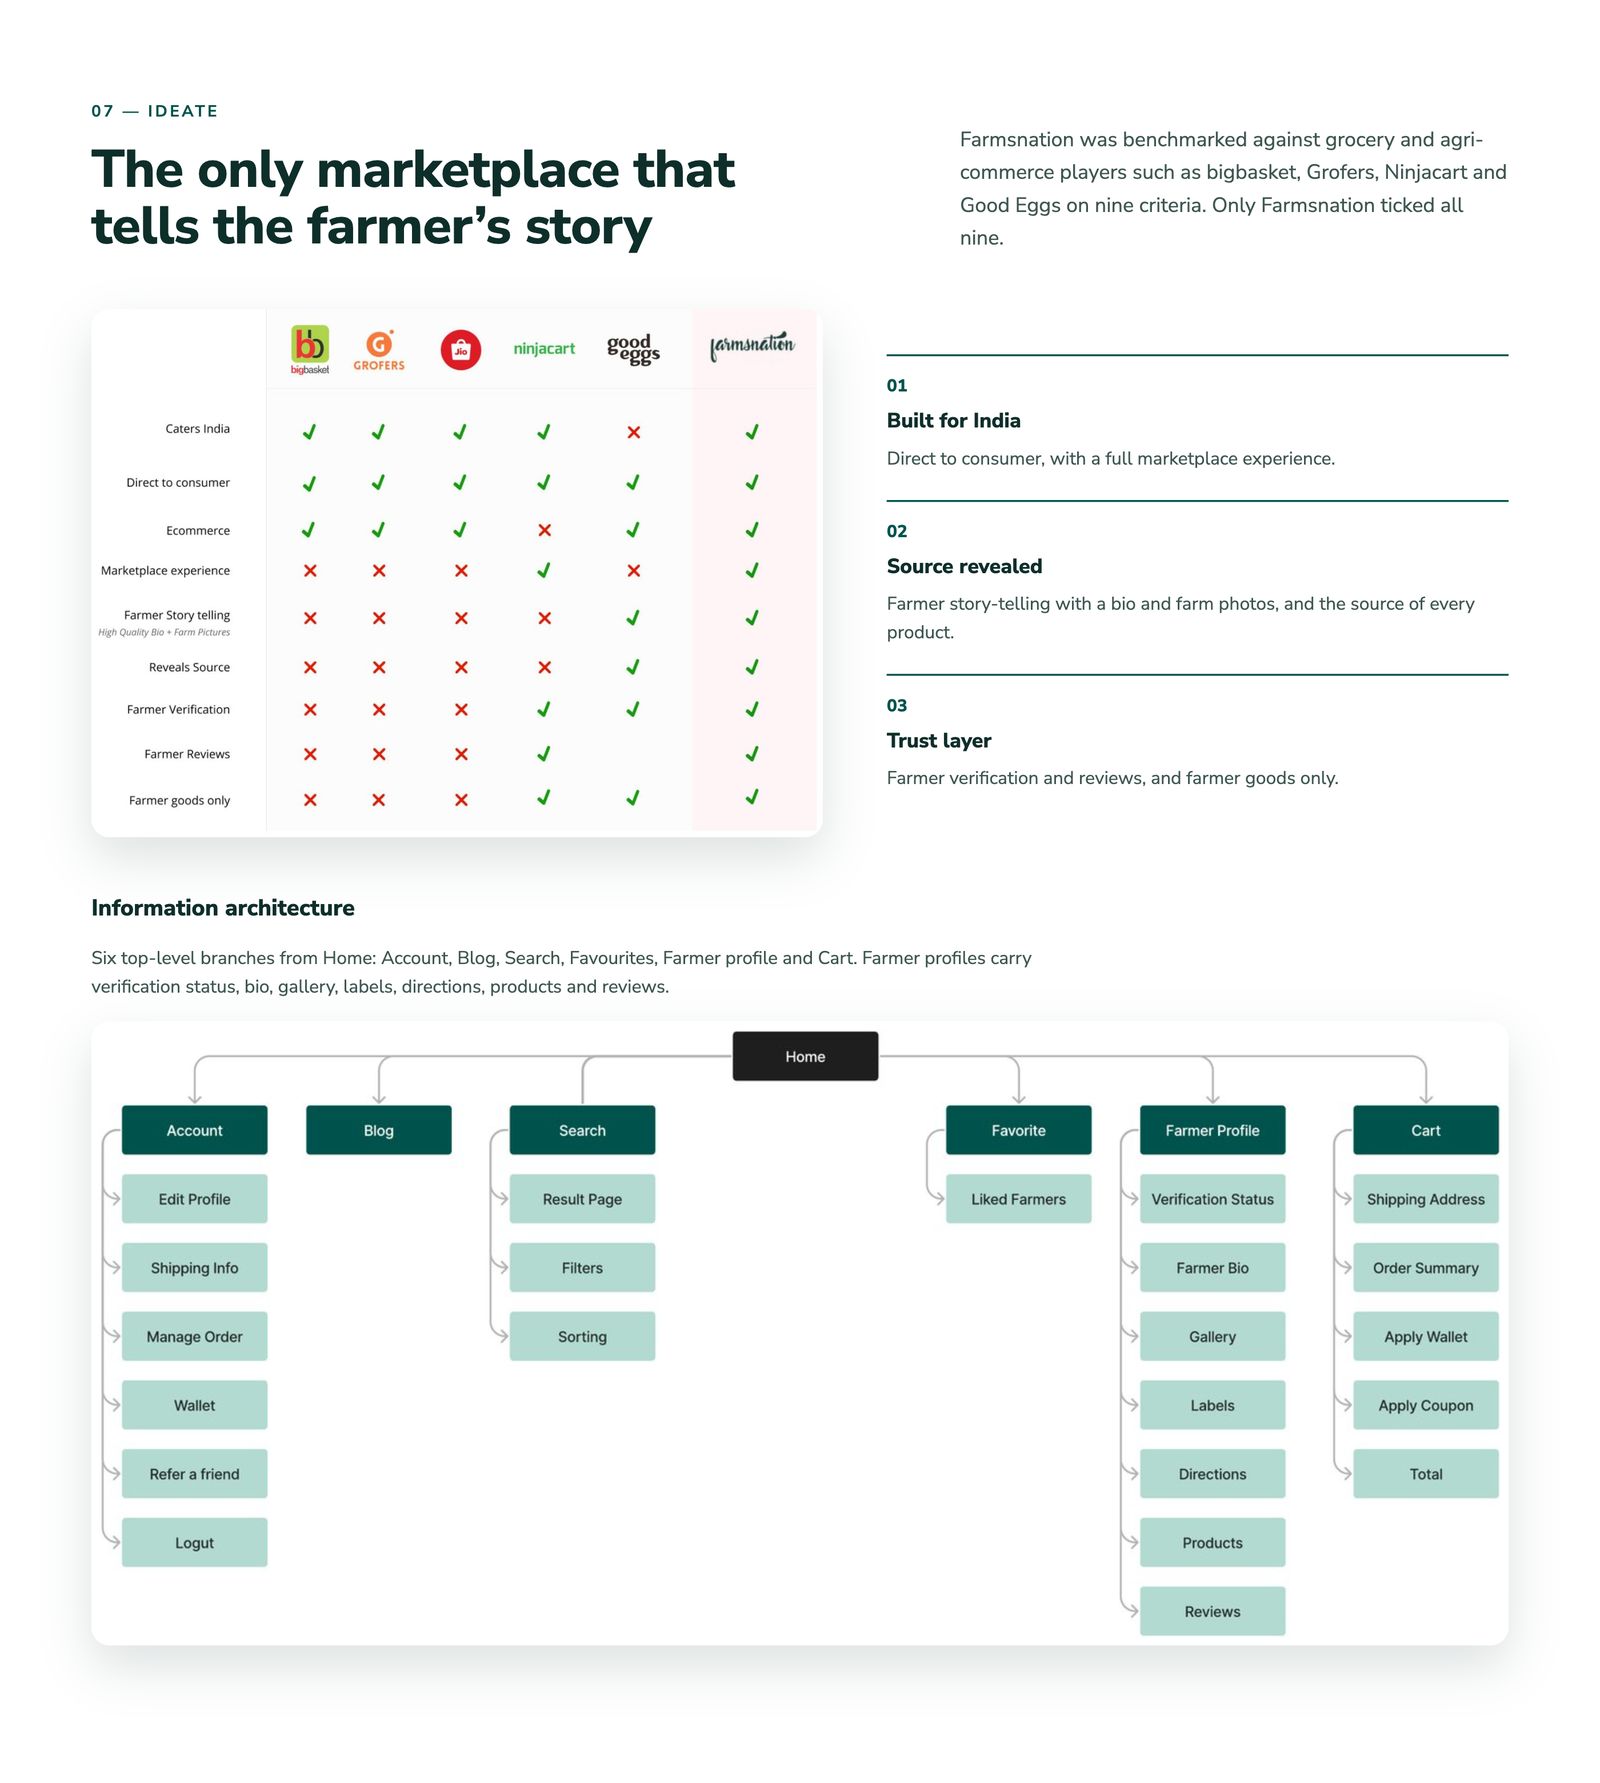 07 — IDEATE
The only marketplace that
tells the farmer’s story
Farmsnation was benchmarked against grocery and agri-
commerce players such as bigbasket, Grofers, Ninjacart and
Good Eggs on nine criteria. Only Farmsnation ticked all
nine.
bb
bigbasket
G
GROFERS
Jio
ninjacart
good
eggs
farmsnation
Caters India
Direct to consumer
Ecommerce
Marketplace experience
Farmer Story telling
High Quality Bio + Farm Pictures
Reveals Source
Farmer Verification
Farmer Reviews
Farmer goods only
01
Built for India
Direct to consumer, with a full marketplace experience.
02
Source revealed
Farmer story-telling with a bio and farm photos, and the source of every
product.
03
Trust layer
Farmer verification and reviews, and farmer goods only.
Information architecture
Six top-level branches from Home: Account, Blog, Search, Favourites, Farmer profile and Cart. Farmer profiles carry
verification status, bio, gallery, labels, directions, products and reviews.
Home
Account
Edit Profile
Shipping Info
Manage Order
Wallet
Refer a friend
Logut
Blog
Search
Result Page
Filters
Sorting
Favorite
Liked Farmers
Farmer Profile
Verification Status
Farmer Bio
Gallery
Labels
Directions
Products
Reviews
Cart
Shipping Address
Order Summary
Apply Wallet
Apply Coupon
Total